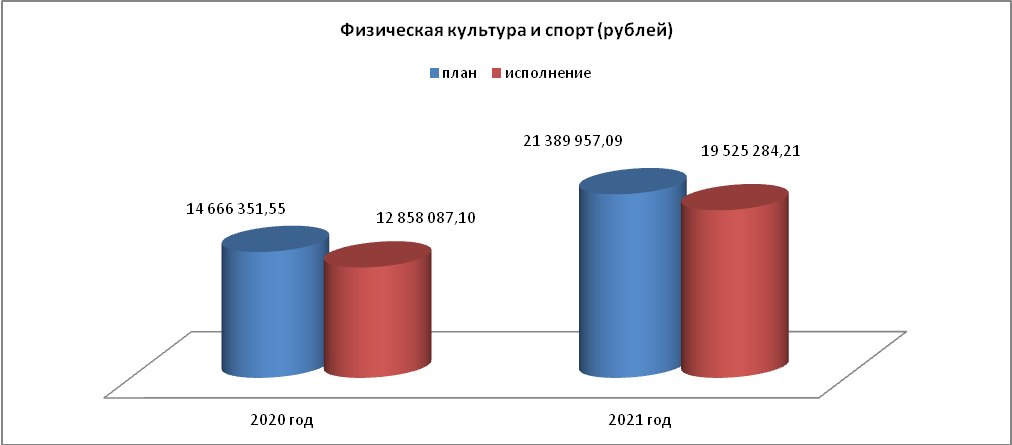 Физическая культура и спорт (рублей)
план исполнение
21 389 957,09
19 525 284,21
14 666 351,55
12 858 087,10
2020 год 2021 год